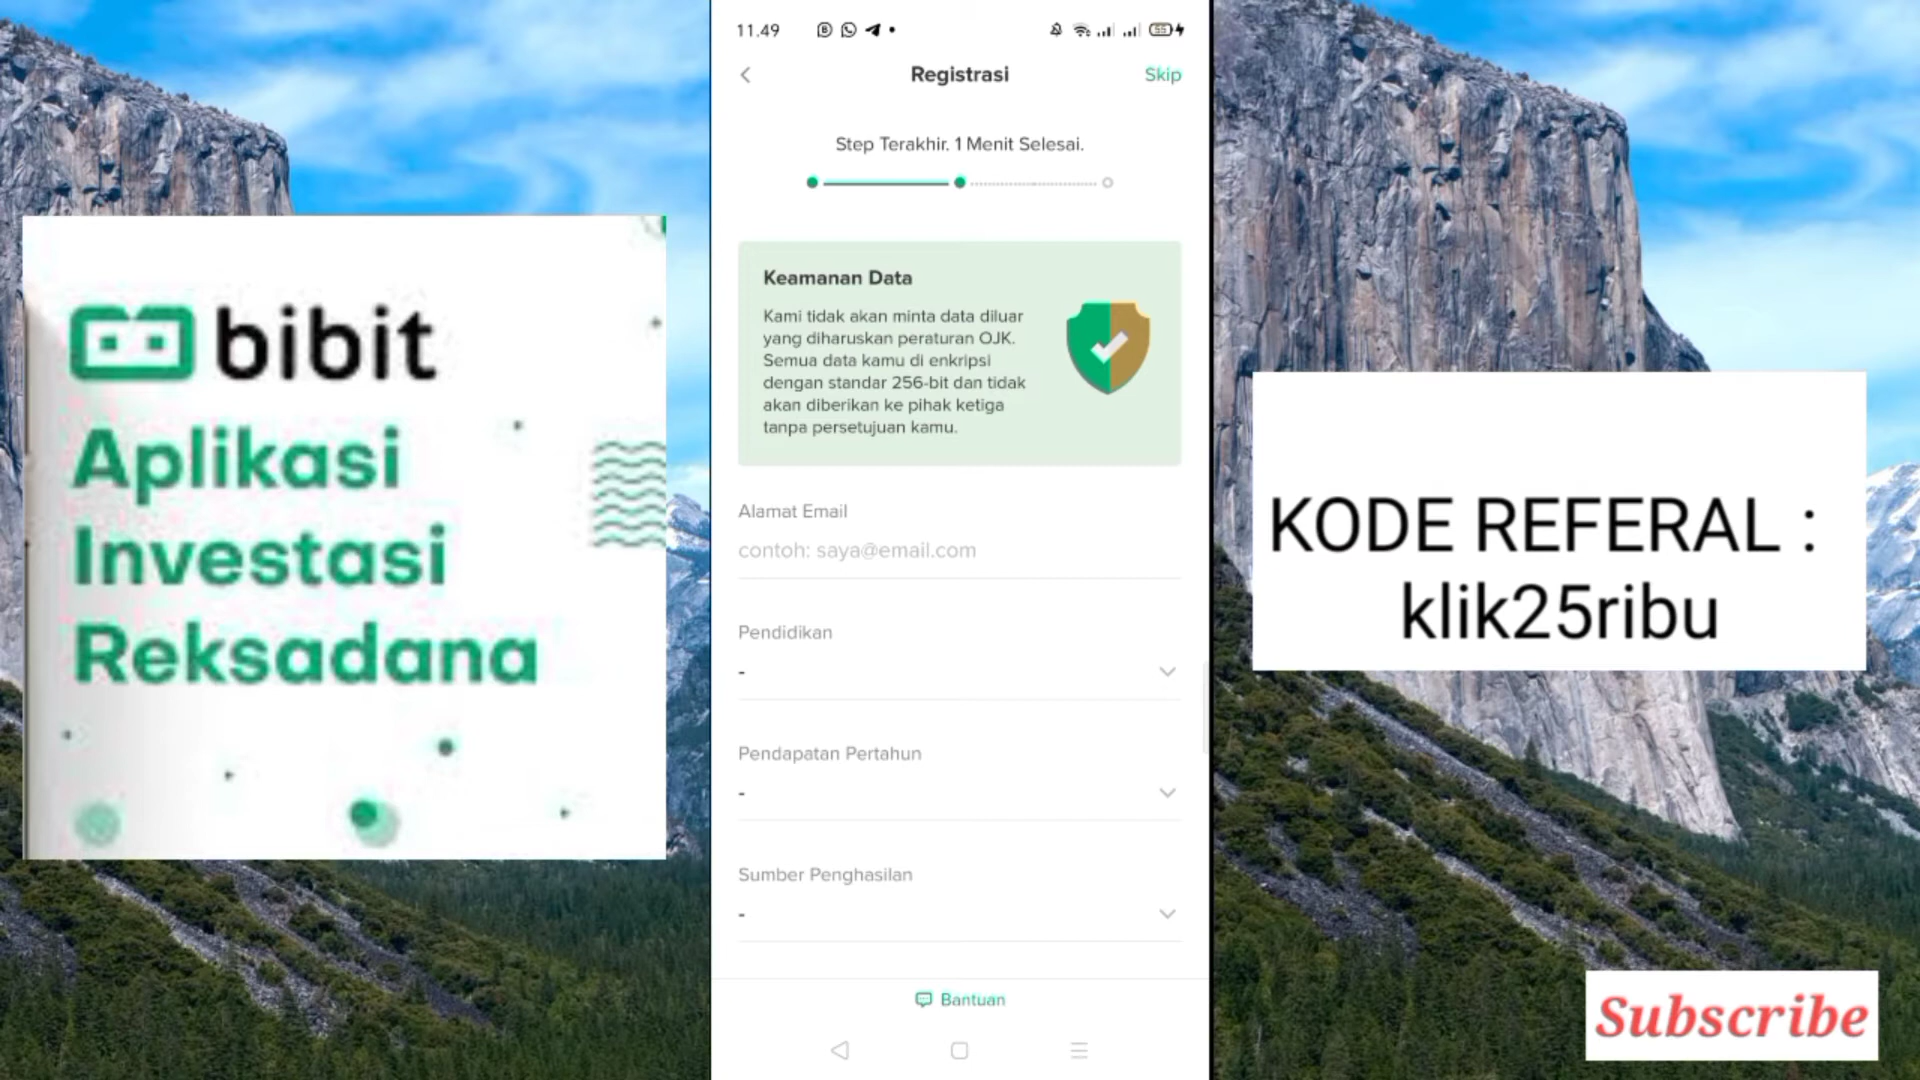 bibit
Aplikasi
Investasi
Reksadana
11.49
55
Registrasi
Skip
Step Terakhir. 1 Menit Selesai.
Keamanan Data
Kami tidak akan minta data diluar
yang diharuskan peraturan OJK.
Semua data kamu di enkripsi
dengan standar 256-bit dan tidak
akan diberikan ke pihak ketiga
tanpa persetujuan kamu.
Alamat Email
contoh: saya@email.com
Pendidikan
-
Pendapatan Pertahun
-
Sumber Penghasilan
-
Bantuan
KODE REFERAL :
klik25ribu
Subscribe